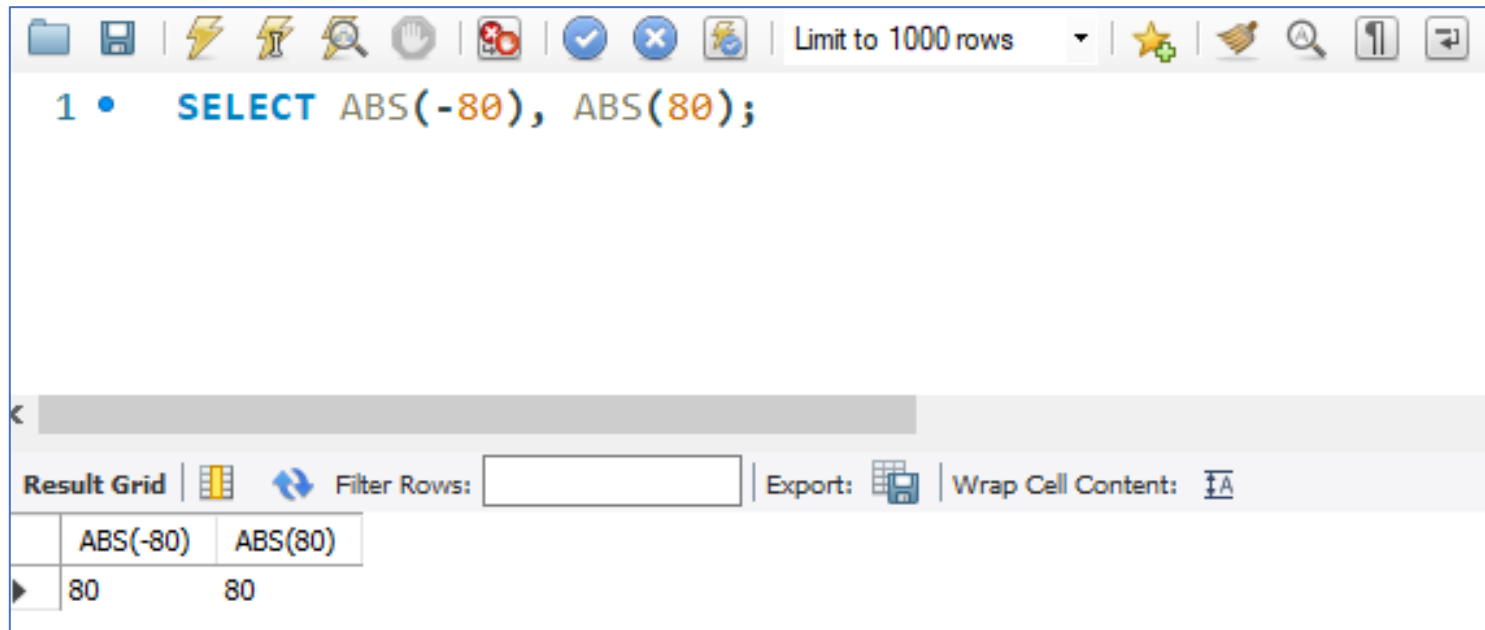 Limit to 1000 rows
1 SELECT ABS(-80), ABS(80);
Result Grid Filter Rows: Export: Wrap Cell Content:
ABS(-80) ABS(80)
80 80